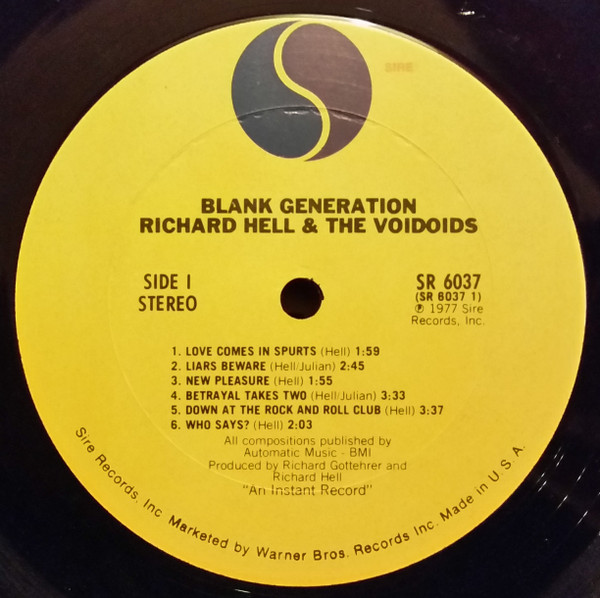 SIRE
BLANK GENERATION
RICHARD HELL & THE VOIDOIDS
SIDE I
STEREO
SR 6037
(SR 6037 1)
℗ 1977 Sire
Records, Inc.
1. LOVE COMES IN SPURTS (Hell) 1:59
2. LIARS BEWARE (Hell/Julian) 2:45
3. NEW PLEASURE (Hell) 1:55
4. BETRAYAL TAKES TWO (Hell/Julian) 3:33
5. DOWN AT THE ROCK AND ROLL CLUB (Hell) 3:37
6. WHO SAYS? (Hell) 2:03
All compositions published by
Automatic Music - BMI
Produced by Richard Gottehrer and
Richard Hell
"An Instant Record"
Sire Records, Inc Marketed by Warner Bros. Records Inc. Made in U.S.A.